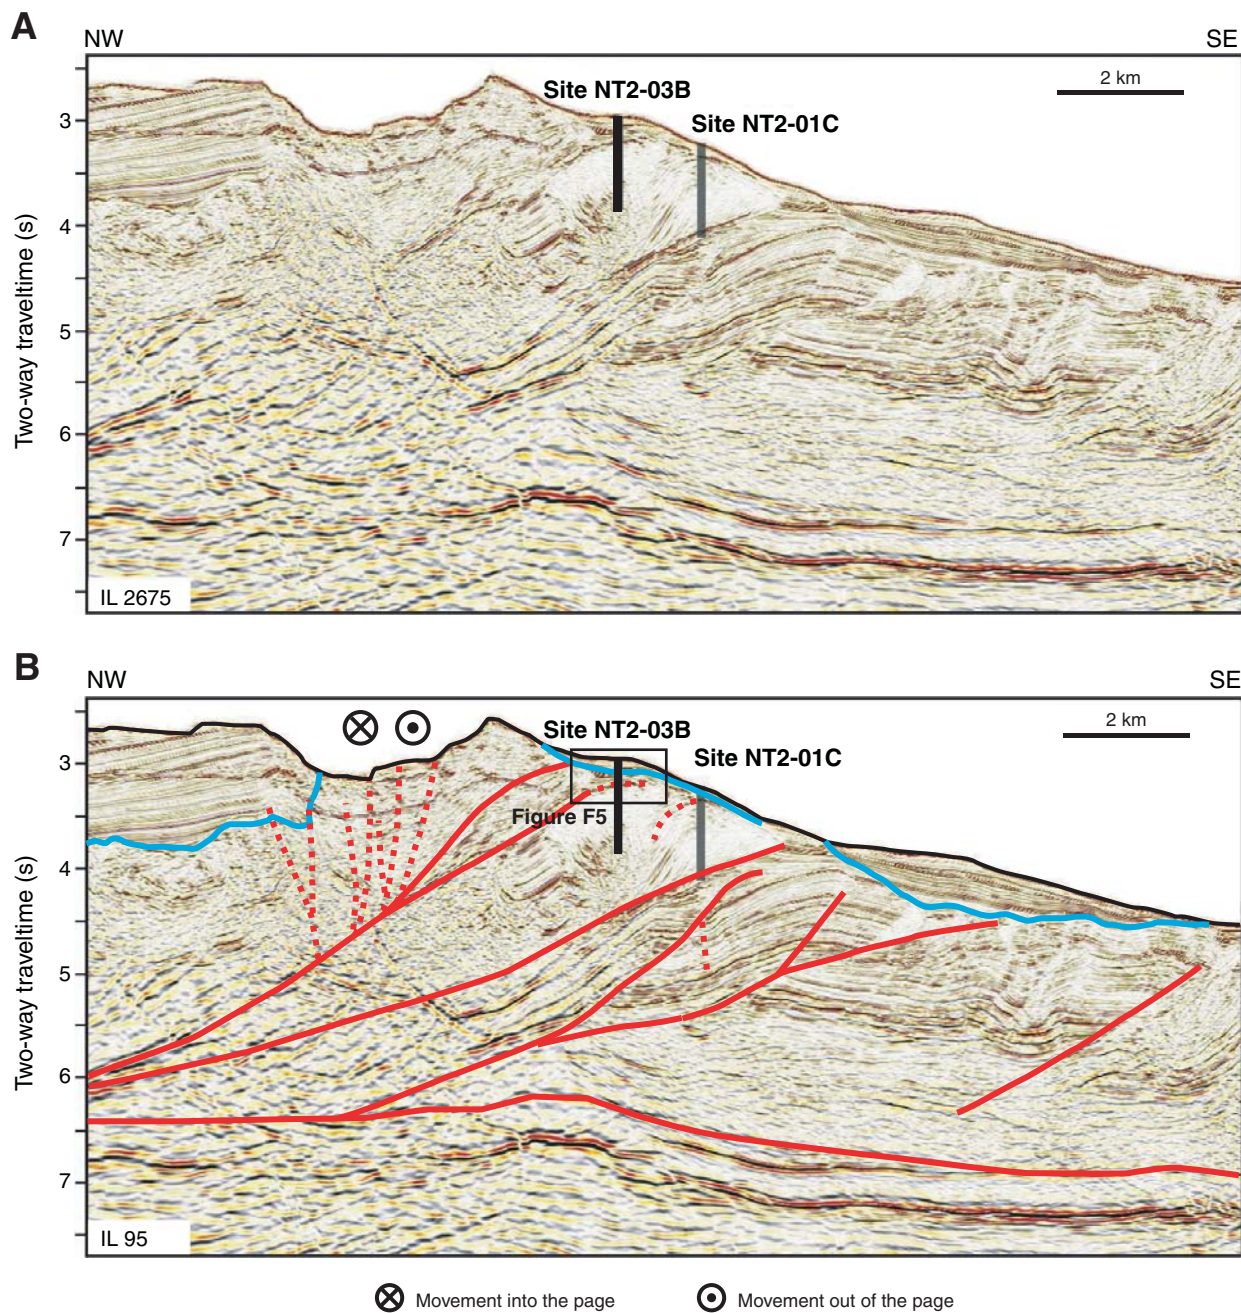 A
NW
SE
Site NT2-03B
2 km
Site NT2-01C
3
4
5
6
7
Two-way traveltime (s)
IL 2675
B
NW
SE
Site NT2-03B
2 km
Site NT2-01C
3
Figure F5
4
5
6
7
Two-way traveltime (s)
IL 95
Movement into the page
Movement out of the page